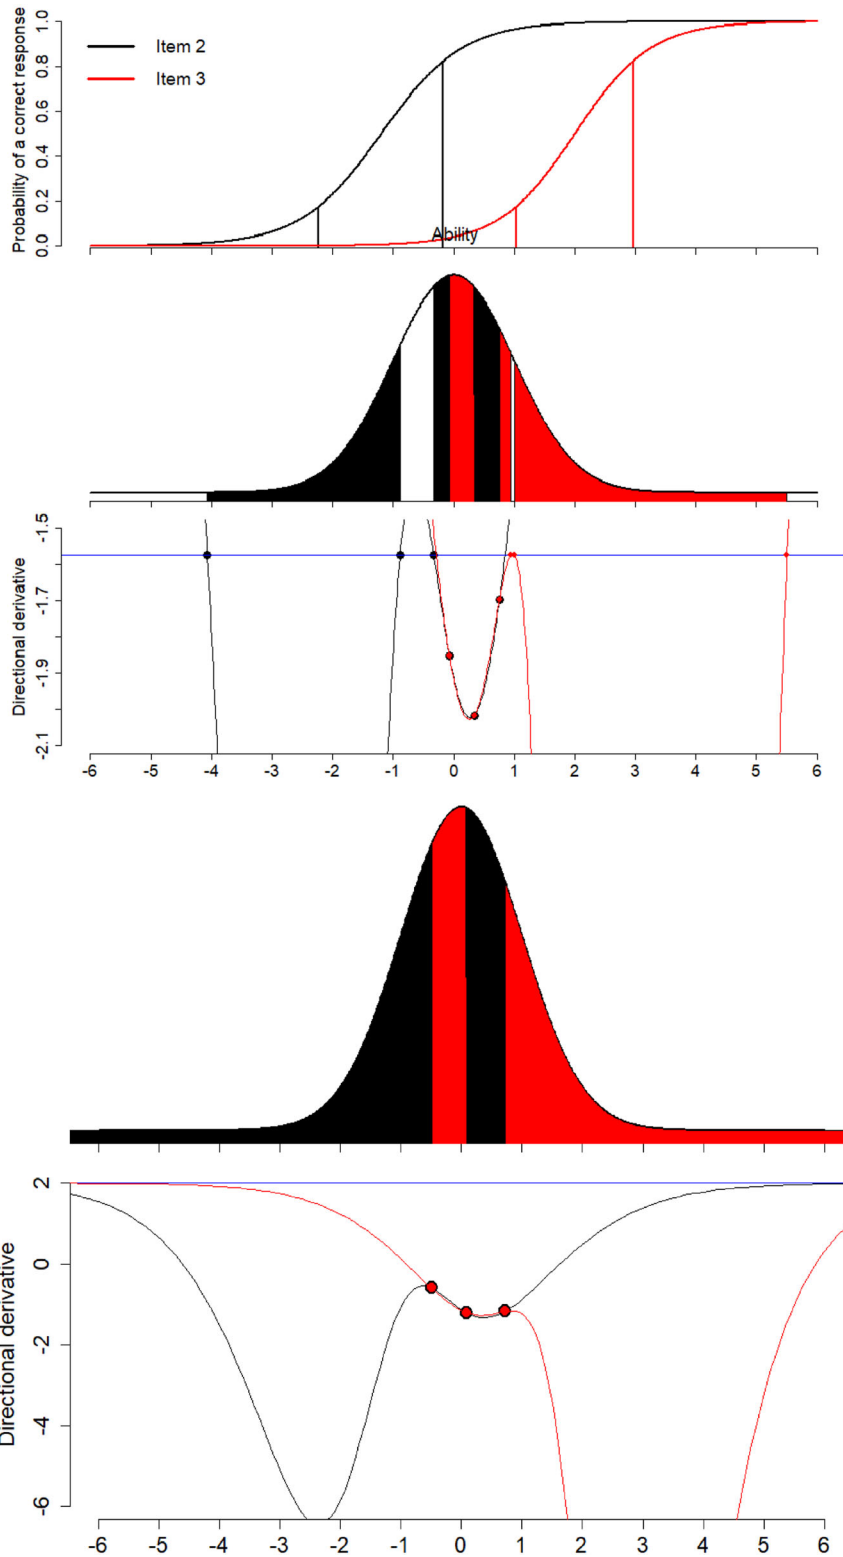 Probability of a correct response
1.0
0.8
0.6
0.4
0.2
0.0
Item 2
Item 3
Ability
Directional derivative
-1.5
-1.7
-1.9
-2.1
-6 -5 -4 -3 -2 -1 0 1 2 3 4 5 6
Directional derivative
2
0
-2
-4
-6
-6 -5 -4 -3 -2 -1 0 1 2 3 4 5 6